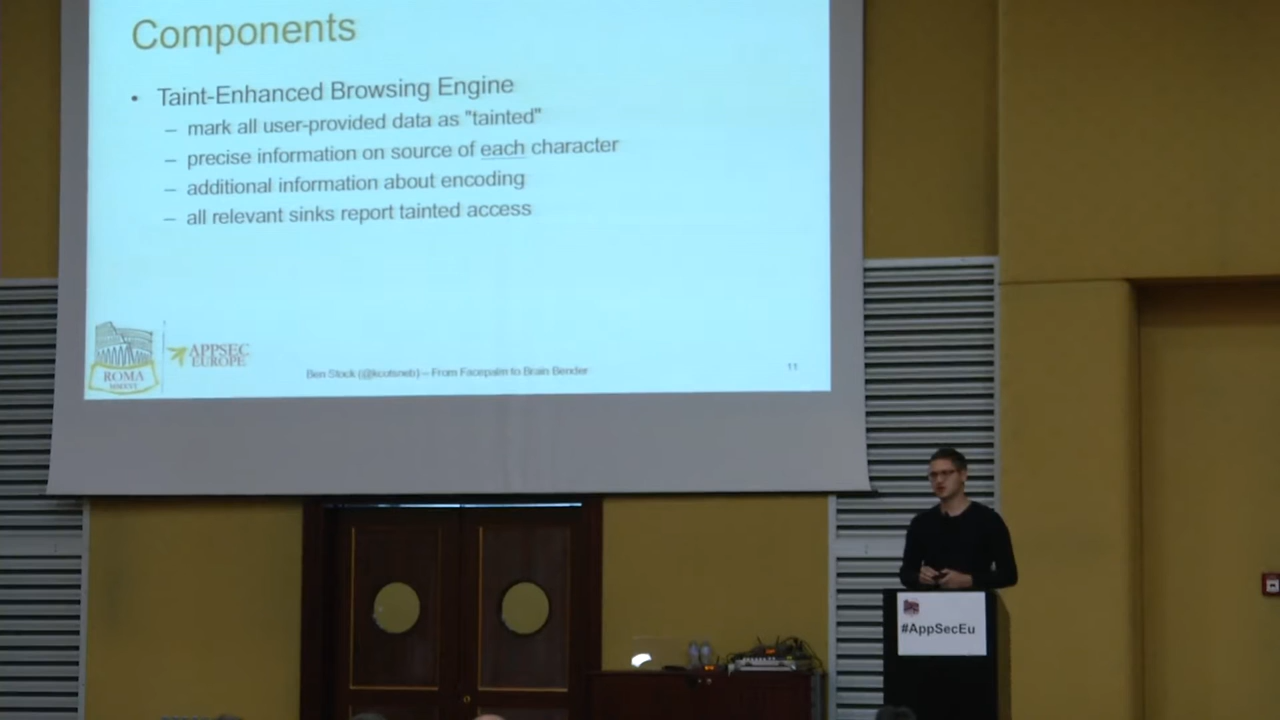 Components
• Taint-Enhanced Browsing Engine
– mark all user-provided data as "tainted"
– precise information on source of each character
– additional information about encoding
– all relevant sinks report tainted access
ROMA
APPSEC
EUROPE
Ben Stock (@kcotsneb) – From Facepalm to Brain Bender
11
#AppSecEu